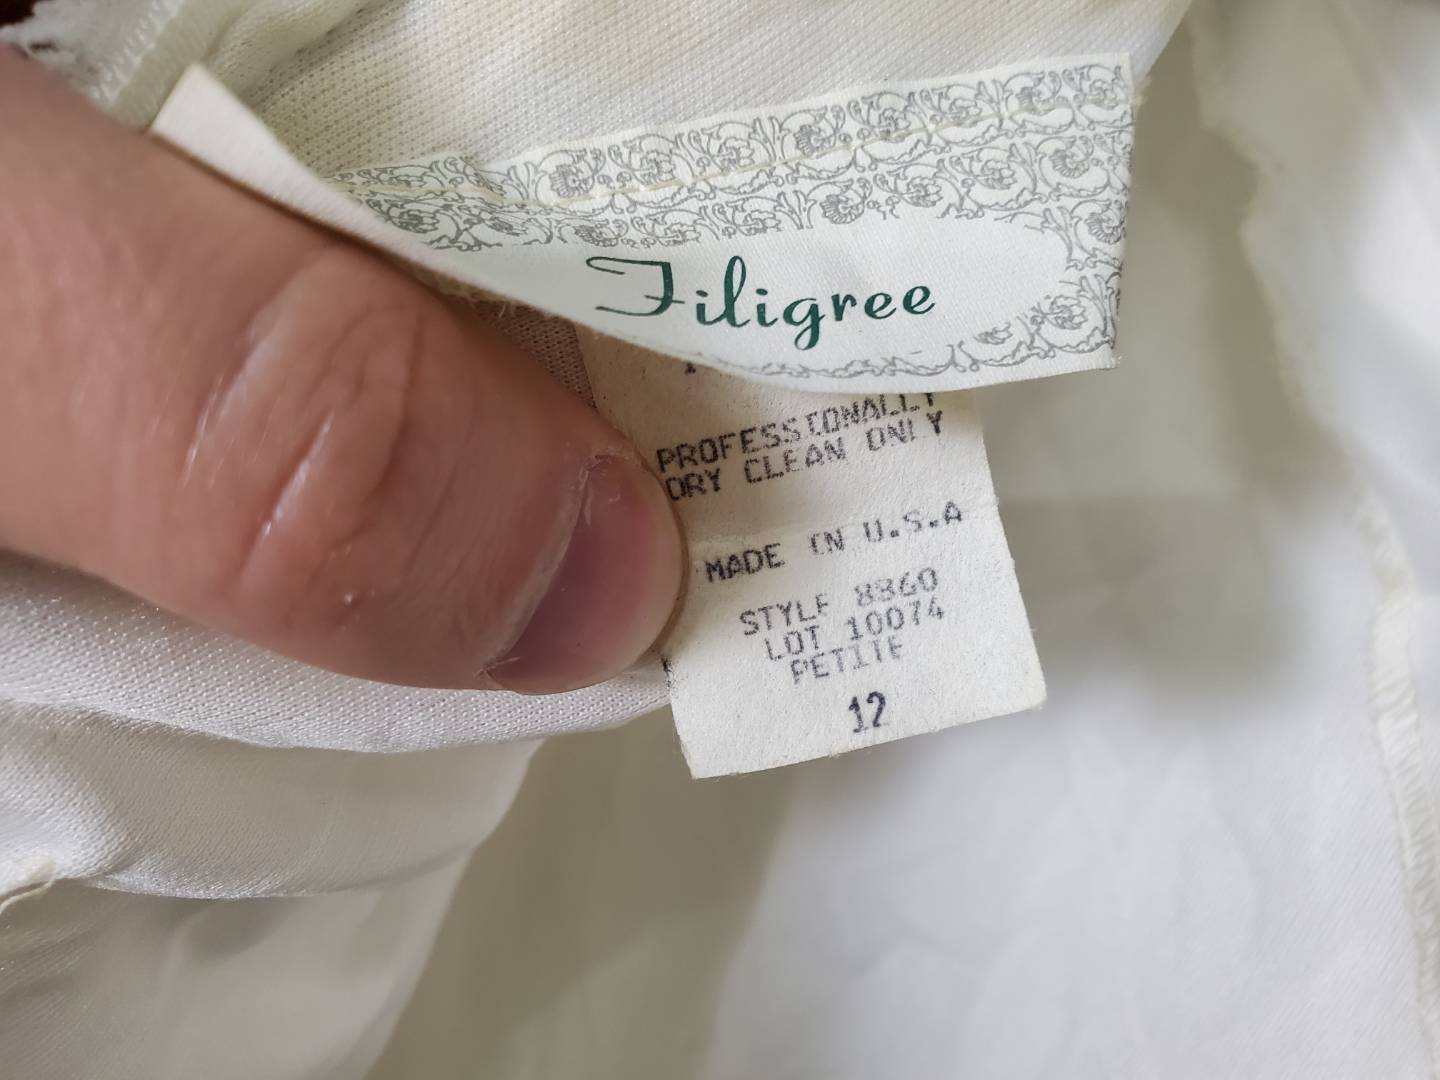 Filigree
PROFESSIONALLY
DRY CLEAN ONLY
MADE IN U.S.A
STYLE 8860
LOT 10074
PETITE
12